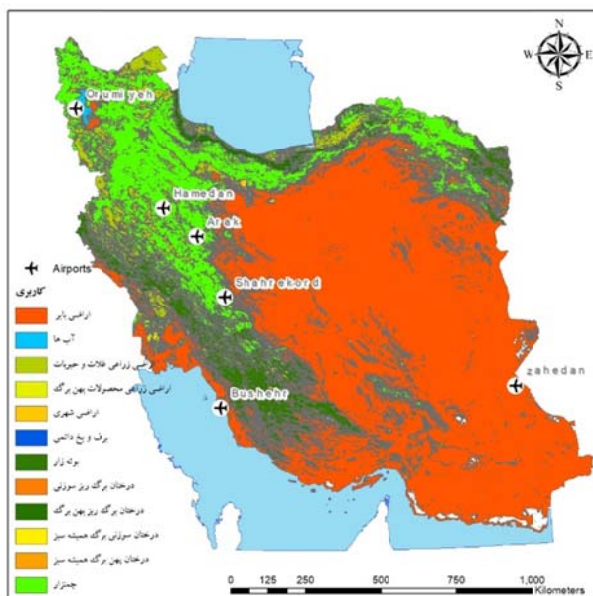 N
W E
S
Orumiyeh
Hamedan
Arak
Shahrekord
Zahedan
Bushehr
Airports
کاربری
اراضی بایر
آب ها
اراضی زراعی غلات و حبوبات
اراضی زراعی محصولات پهن برگ
اراضی شهری
برف و یخ دائمی
بوته زار
درختان برگ ریز سوزنی
درختان برگ ریز پهن برگ
درختان سوزنی برگ همیشه سبز
درختان پهن برگ همیشه سبز
چمنزار
0 125 250 500 750 1,000
Kilometers